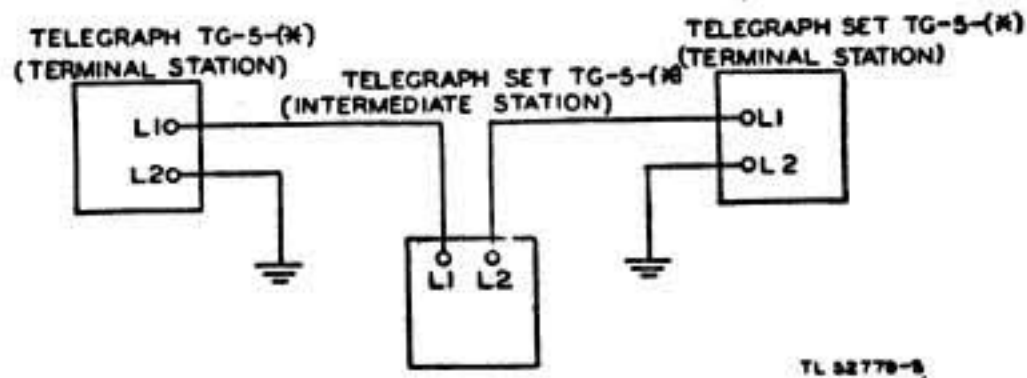 TELEGRAPH TG-5-(*)
(TERMINAL STATION)
TELEGRAPH SET TG-5-(*)
(TERMINAL STATION)
TELEGRAPH SET TG-5-(*
(INTERMEDIATE STATION)
L1
L2
L1
L2
L1 L2